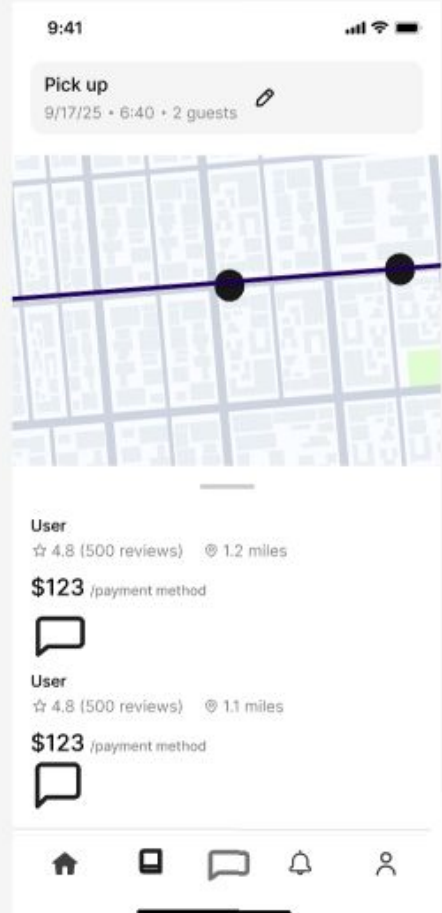 9:41
Pick up
9/17/25 • 6:40 • 2 guests
User
4.8 (500 reviews) 1.2 miles
$123 /payment method
User
4.8 (500 reviews) 1.1 miles
$123 /payment method